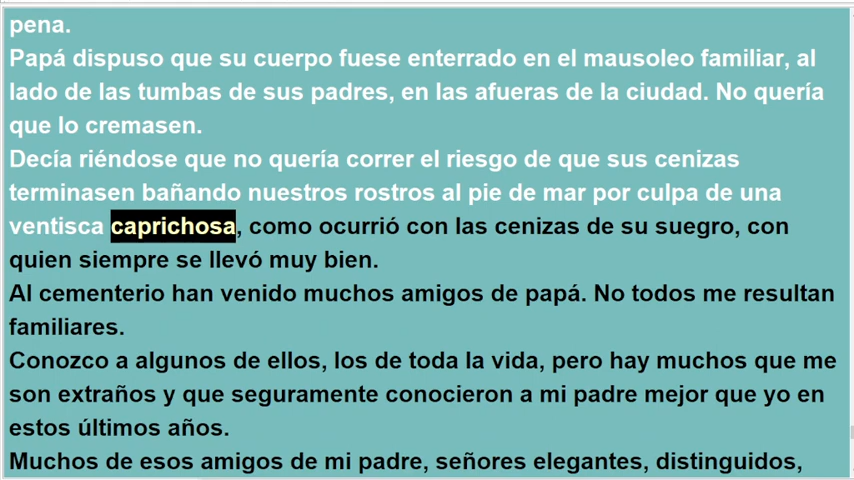 pena.
Papá dispuso que su cuerpo fuese enterrado en el mausoleo familiar, al
lado de las tumbas de sus padres, en las afueras de la ciudad. No quería
que lo cremasen.
Decía riéndose que no quería correr el riesgo de que sus cenizas
terminasen bañando nuestros rostros al pie de mar por culpa de una
ventisca caprichosa, como ocurrió con las cenizas de su suegro, con
quien siempre se llevó muy bien.
Al cementerio han venido muchos amigos de papá. No todos me resultan
familiares.
Conozco a algunos de ellos, los de toda la vida, pero hay muchos que me
son extraños y que seguramente conocieron a mi padre mejor que yo en
estos últimos años.
Muchos de esos amigos de mi padre, señores elegantes, distinguidos,